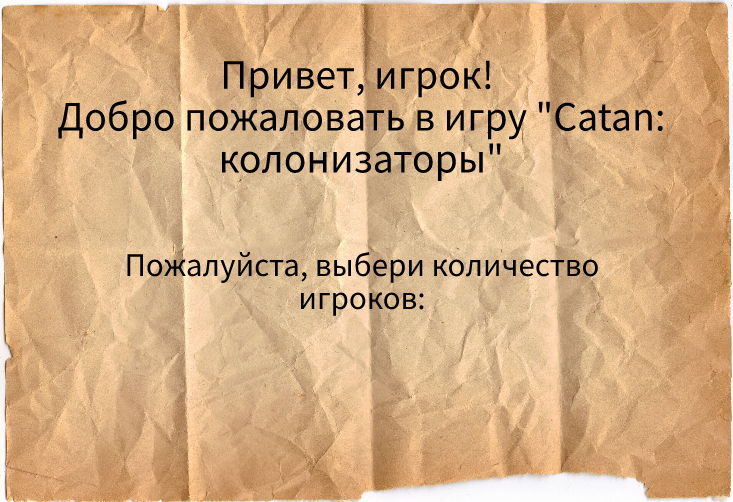 Привет, игрок!
Добро пожаловать в игру "Catan:
колонизаторы"
Пожалуйста, выбери количество
игроков: